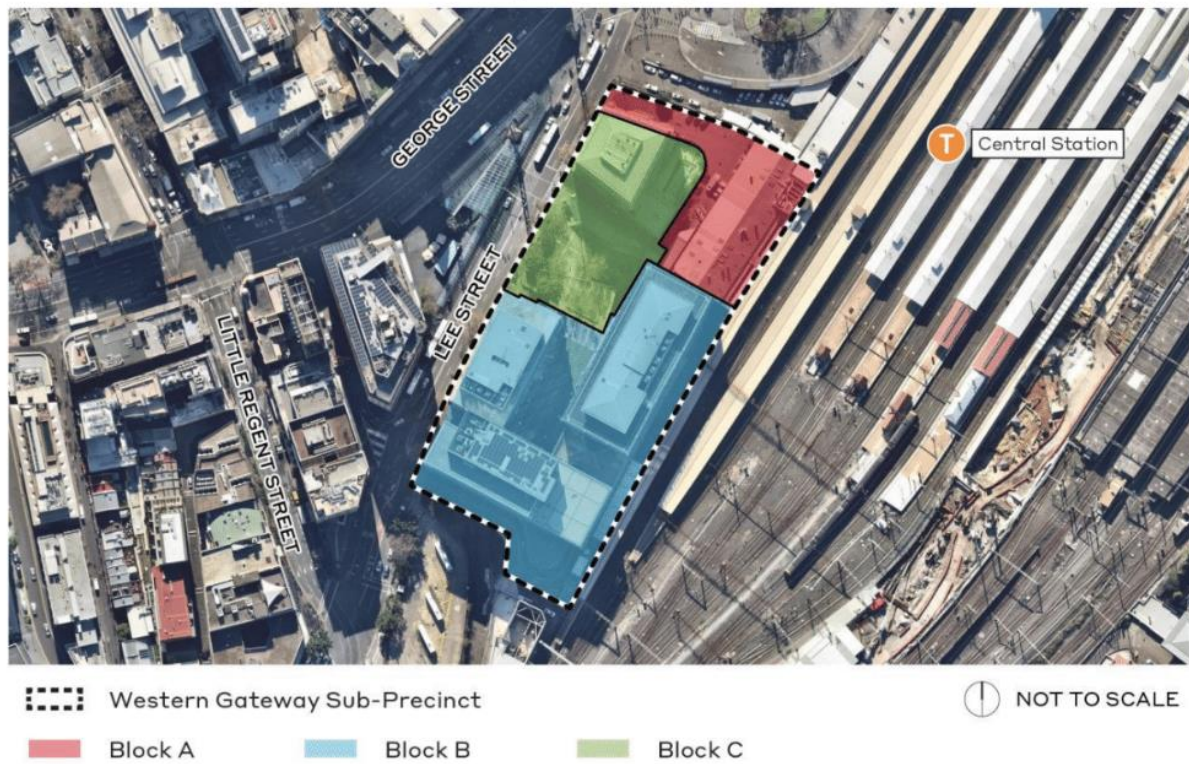 GEORGE STREET
T Central Station
LEE STREET
LITTLE REGENT STREET
Western Gateway Sub-Precinct
NOT TO SCALE
Block A
Block B
Block C